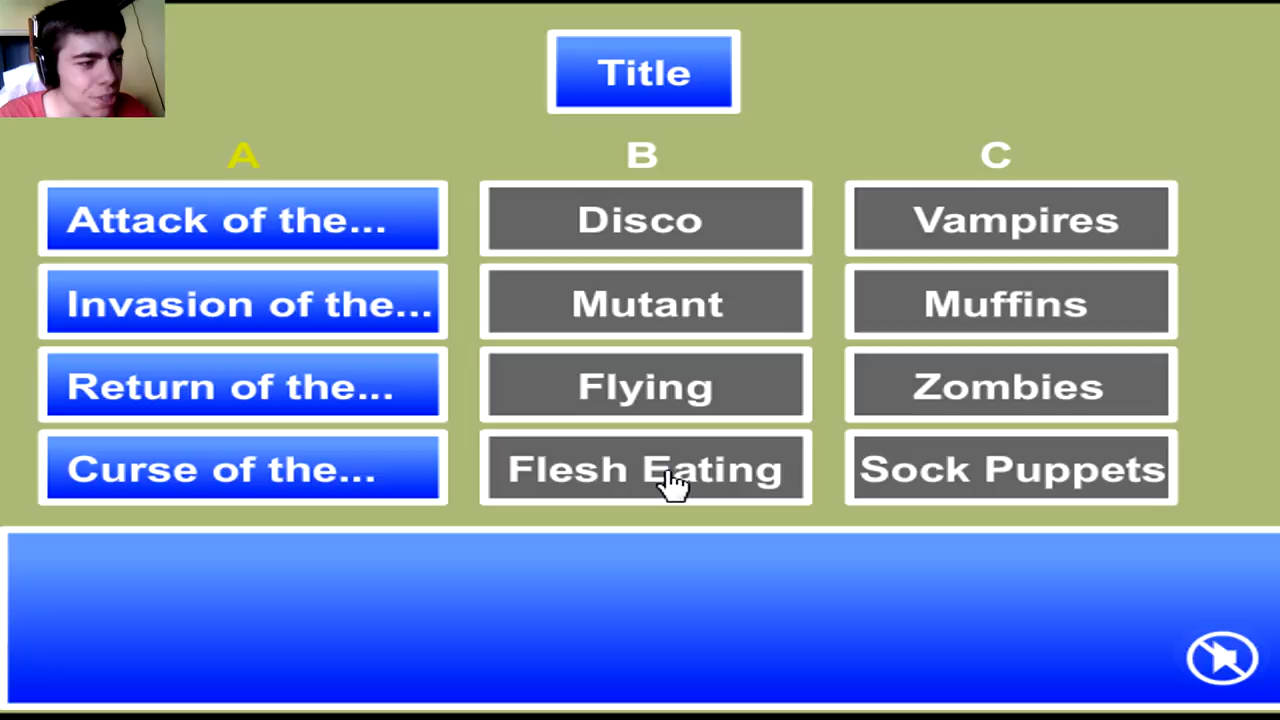 Title
A B C
Attack of the... Disco Vampires
Invasion of the... Mutant Muffins
Return of the... Flying Zombies
Curse of the... Flesh Eating Sock Puppets